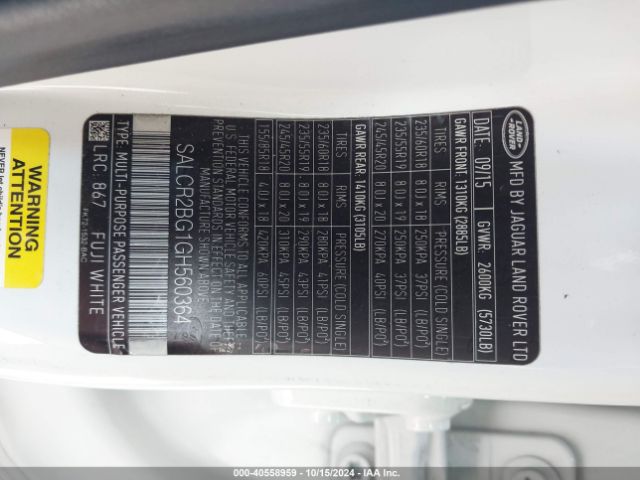 LAND ROVER
MFD BY JAGUAR LAND ROVER LTD
DATE: 09/15 GVWR: 2600KG (5730LB)
GAWR FRONT 1310KG (2885LB)
TIRES RIMS PRESSURE (COLD SINGLE)
235/60R18 8.0J x 18 250KPA 37PSI (LB/PO²)
235/55R19 8.0J x 19 250KPA 37PSI (LB/PO²)
245/45R20 8.0J x 20 270KPA 40PSI (LB/PO²)
GAWR REAR: 1410KG (3105LB)
TIRES RIMS PRESSURE (COLD SINGLE)
235/60R18 8.0J x 18 280KPA 41PSI (LB/PO²)
235/55R19 8.0J x 19 290KPA 43PSI (LB/PO²)
245/45R20 8.0J x 20 310KPA 45PSI (LB/PO²)
155/85R18 4.0J x 18 420KPA 60PSI (LB/PO²)
THIS VEHICLE CONFORMS TO ALL APPLICABLE
U.S FEDERAL MOTOR VEHICLE SAFETY AND THEFT
PREVENTION STANDARDS IN EFFECT ON THE DATE OF
MANUFACTURE SHOWN ABOVE.
SALCR2BG1GH560364
TYPE: MULTI-PURPOSE PASSENGER VEHICLE
LRC: 867 FUJI WHITE
FK72-1532-BAC
WARNING
ATTENTION
NEVER
000-40558959 - 10/15/2024 - IAA Inc.